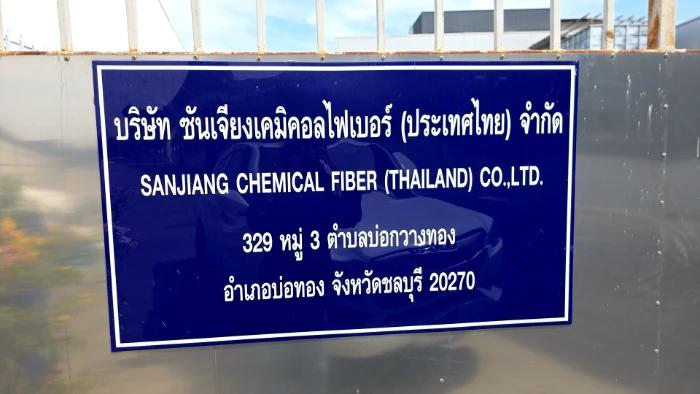 บริษัท ซันเจียงเคมิคอลไฟเบอร์ (ประเทศไทย) จำกัด
SANJIANG CHEMICAL FIBER (THAILAND) CO.,LTD.
329 หมู่ 3 ตำบลบ่อกวางทอง
อำเภอบ่อทอง จังหวัดชลบุรี 20270